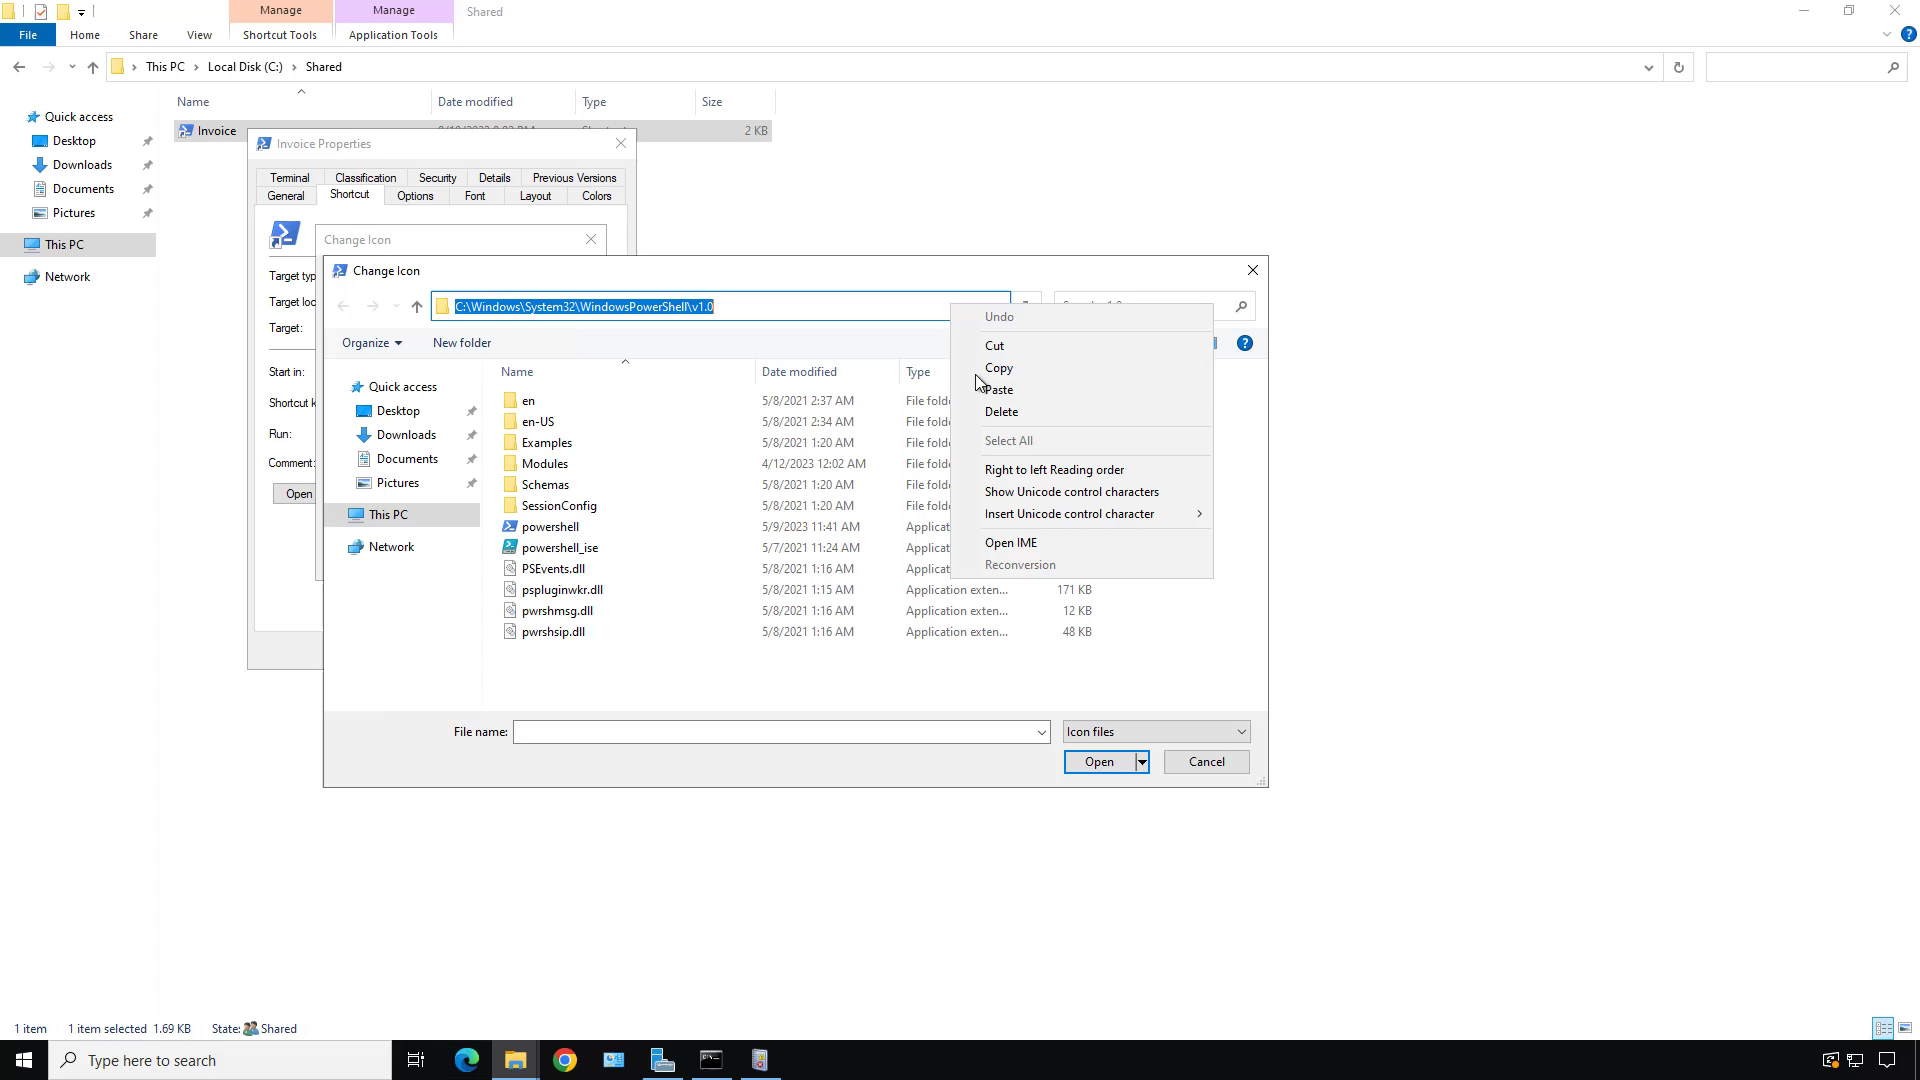 Manage
Manage
Shared
File
Home
Share
View
Shortcut Tools
Application Tools
This PC
Local Disk (C:)
Shared
Name
Date modified
Type
Size
Quick access
Desktop
Downloads
Documents
Pictures
This PC
Network
Invoice
2 KB
Invoice Properties
Terminal
Classification
Security
Details
Previous Versions
General
Shortcut
Options
Font
Layout
Colors
Target
Target
Target:
Start in:
Shortcut
Run:
Comment:
Open
Change Icon
Change Icon
C:\Windows\System32\WindowsPowerShell\v1.0
Organize
New folder
Quick access
Desktop
Downloads
Documents
Pictures
This PC
Network
Name
Date modified
Type
en 5/8/2021 2:37 AM File
en-US 5/8/2021 2:34 AM File
Examples 5/8/2021 1:20 AM File
Modules 4/12/2023 12:02 AM File
Schemas 5/8/2021 1:20 AM File
SessionConfig 5/8/2021 1:20 AM File
powershell 5/9/2023 11:41 AM Applicat
powershell_ise 5/7/2021 11:24 AM Applicat
PSEvents.dll 5/8/2021 1:16 AM Applicat
pspluginwkr.dll 5/8/2021 1:15 AM Application exten... 171 KB
pwrshmsg.dll 5/8/2021 1:16 AM Application exten... 12 KB
pwrshsip.dll 5/8/2021 1:16 AM Application exten... 48 KB
Undo
Cut
Copy
Paste
Delete
Select All
Right to left Reading order
Show Unicode control characters
Insert Unicode control character
Open IME
Reconversion
File name:
Icon files
Open
Cancel
1 item
1 item selected 1.69 KB
State: Shared
Type here to search